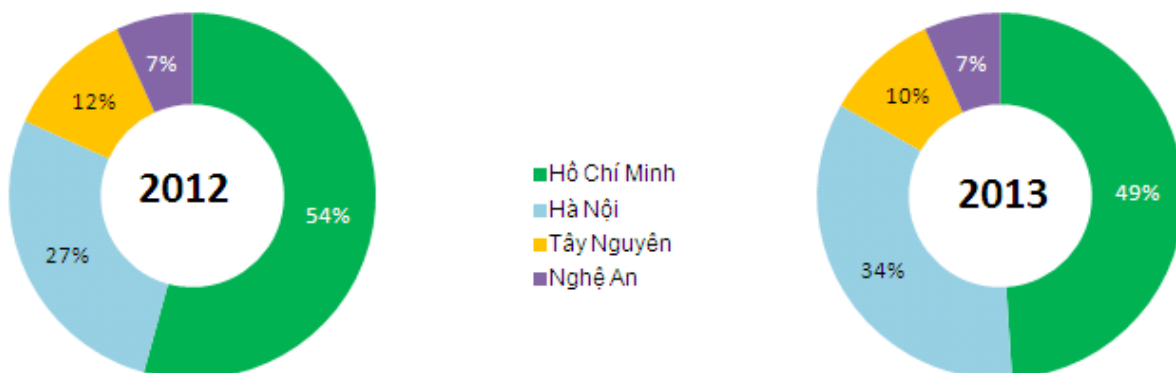 7%
12%
2012
54%
27%
Hồ Chí Minh
Hà Nội
Tây Nguyên
Nghệ An
7%
10%
2013
49%
34%